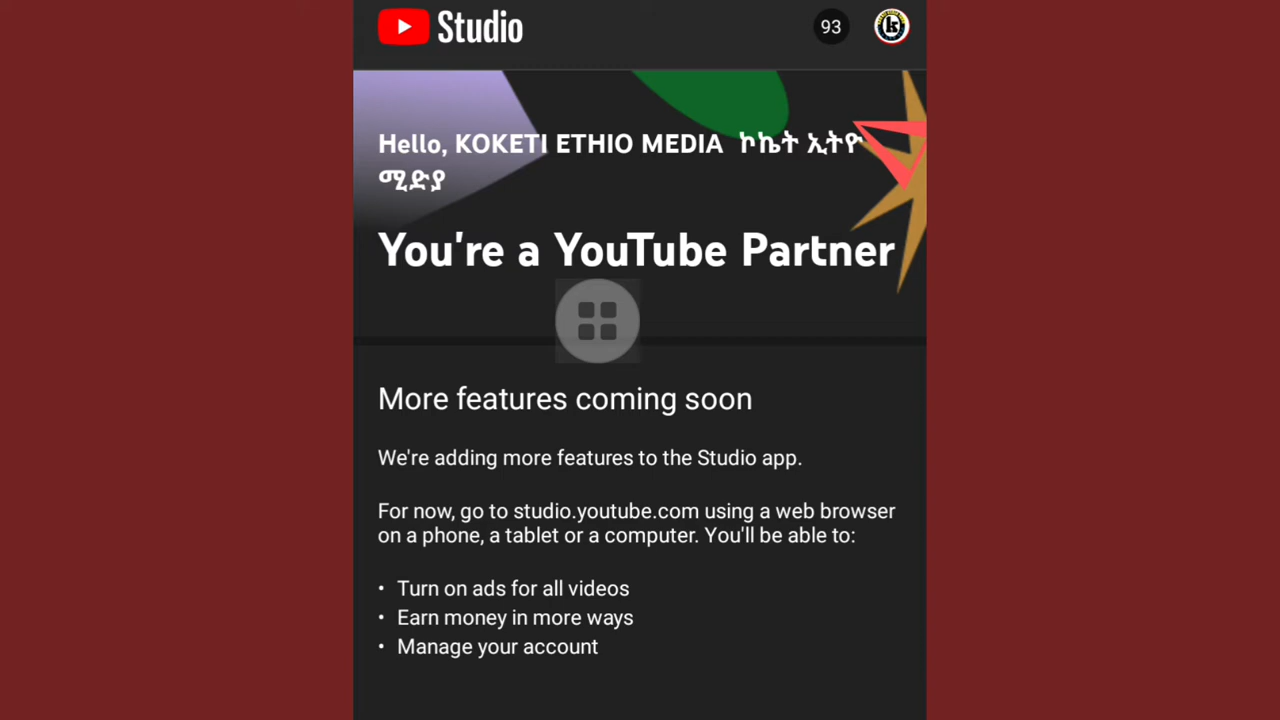 Studio
93
k
Hello, KOKETI ETHIO MEDIA ኮኬት ኢትዮ
ሚድያ
You're a YouTube Partner
More features coming soon
We're adding more features to the Studio app.
For now, go to studio.youtube.com using a web browser
on a phone, a tablet or a computer. You'll be able to:
• Turn on ads for all videos
• Earn money in more ways
• Manage your account